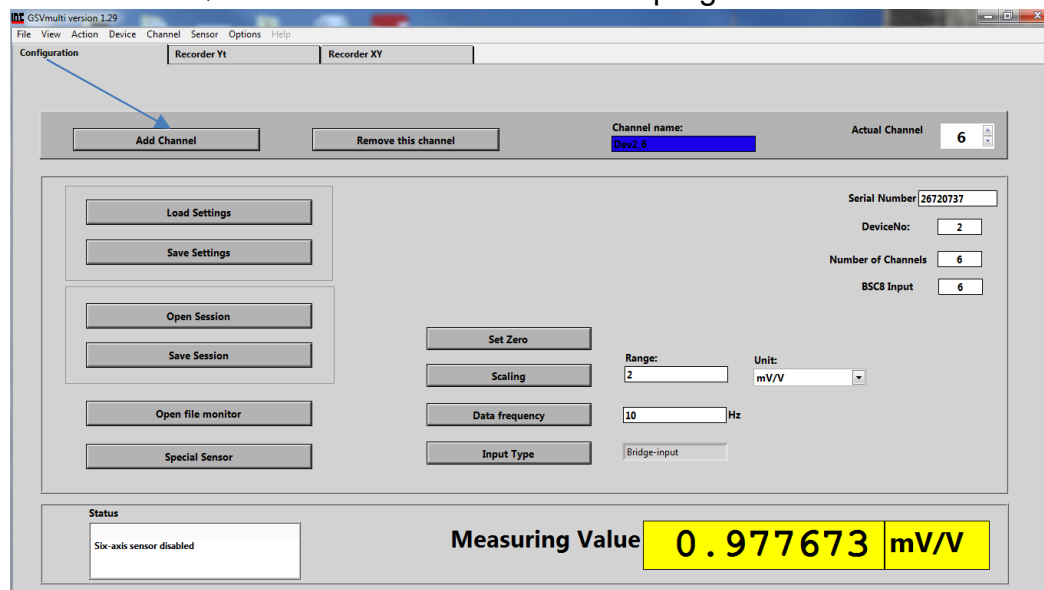 GSVmulti version 1.29
File View Action Device Channel Sensor Options Help
Configuration Recorder Yt Recorder XY
Add Channel Remove this channel Channel name: Dev2 6 Actual Channel 6
Load Settings
Save Settings
Open Session
Save Session
Open file monitor
Special Sensor
Serial Number 26720737
DeviceNo: 2
Number of Channels 6
BSC8 Input 6
Set Zero
Scaling Range: 2 Unit: mV/V
Data frequency 10 Hz
Input Type Bridge-input
Status
Six-axis sensor disabled
Measuring Value 0.977673 mV/V